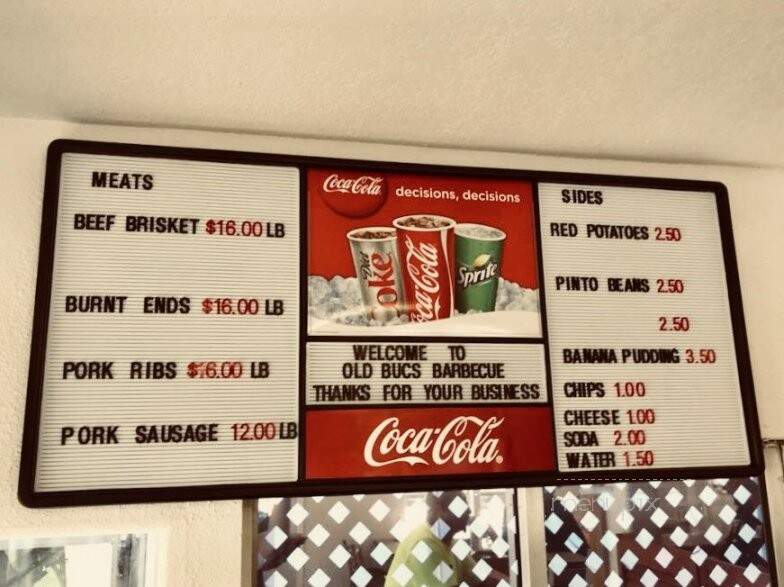 MEATS
BEEF BRISKET $16.00 LB
BURNT ENDS $16.00 LB
PORK RIBS $16.00 LB
PORK SAUSAGE 12.00 LB
Coca-Cola decisions, decisions
Diet Coke
Coca-Cola
Sprite
WELCOME TO
OLD BUCS BARBECUE
THANKS FOR YOUR BUSINESS
Coca-Cola
SIDES
RED POTATOES 2.50
PINTO BEANS 2.50
2.50
BANANA PUDDING 3.50
CHIPS 1.00
CHEESE 1.00
SODA 2.00
WATER 1.50